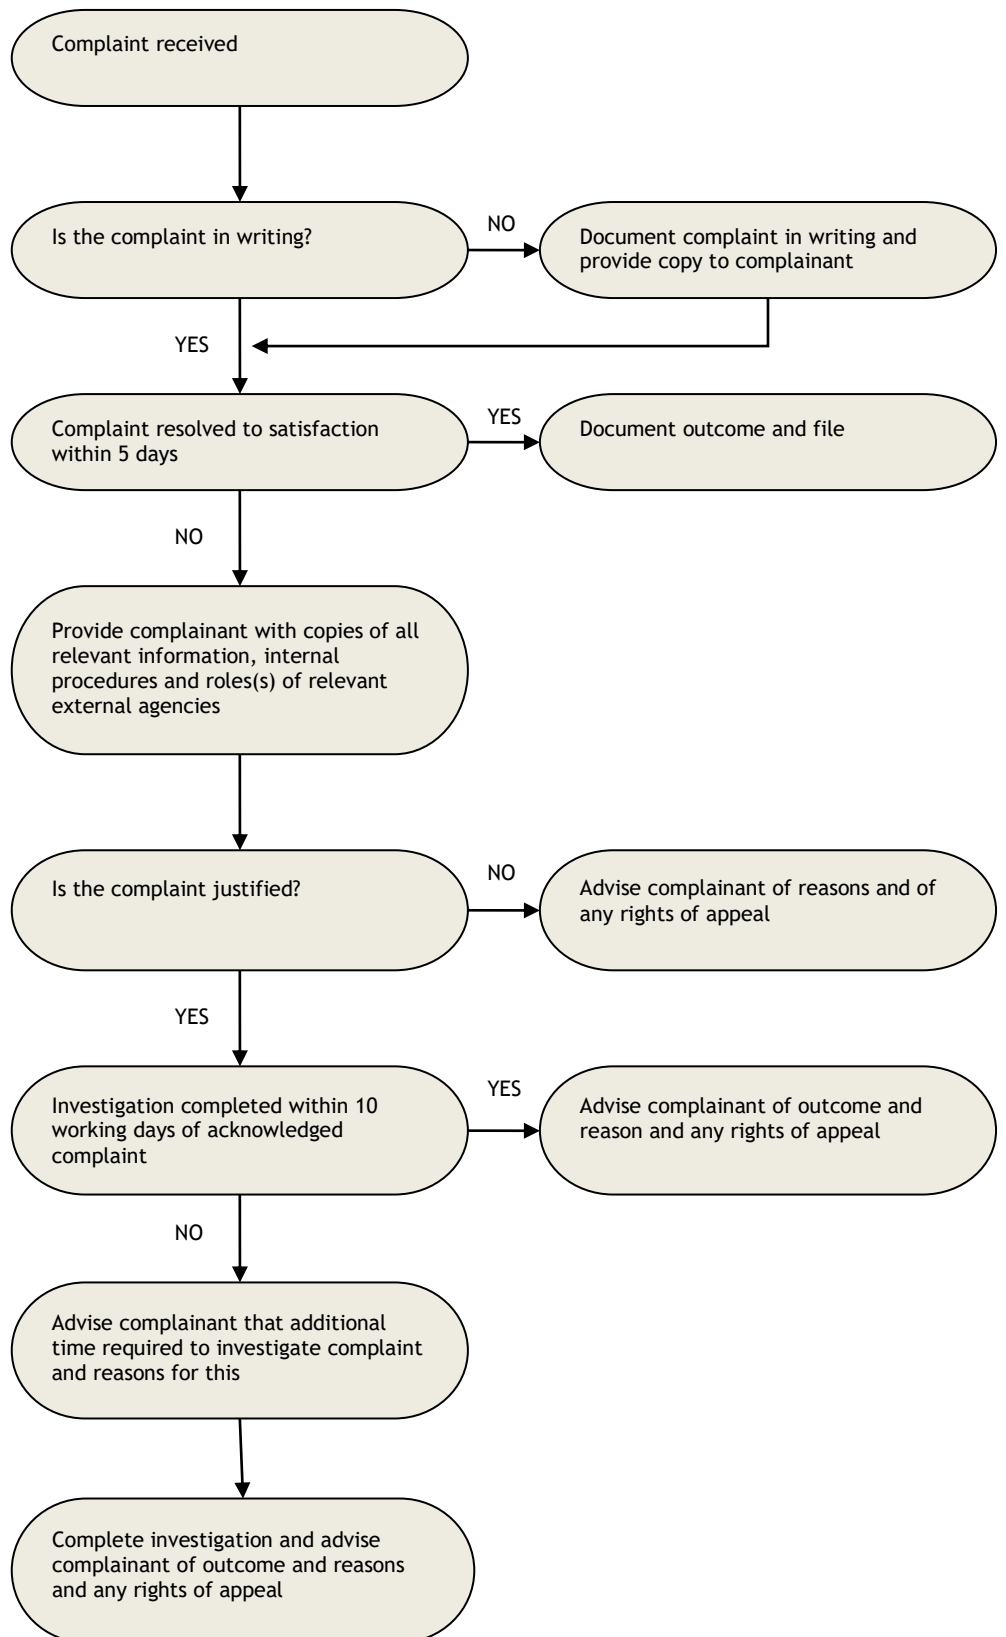 Complaint received
Is the complaint in writing?
NO
Document complaint in writing and
provide copy to complainant
YES
Complaint resolved to satisfaction
within 5 days
YES
Document outcome and file
NO
Provide complainant with copies of all
relevant information, internal
procedures and roles(s) of relevant
external agencies
Is the complaint justified?
NO
Advise complainant of reasons and of
any rights of appeal
YES
Investigation completed within 10
working days of acknowledged
complaint
YES
Advise complainant of outcome and
reason and any rights of appeal
NO
Advise complainant that additional
time required to investigate complaint
and reasons for this
Complete investigation and advise
complainant of outcome and reasons
and any rights of appeal